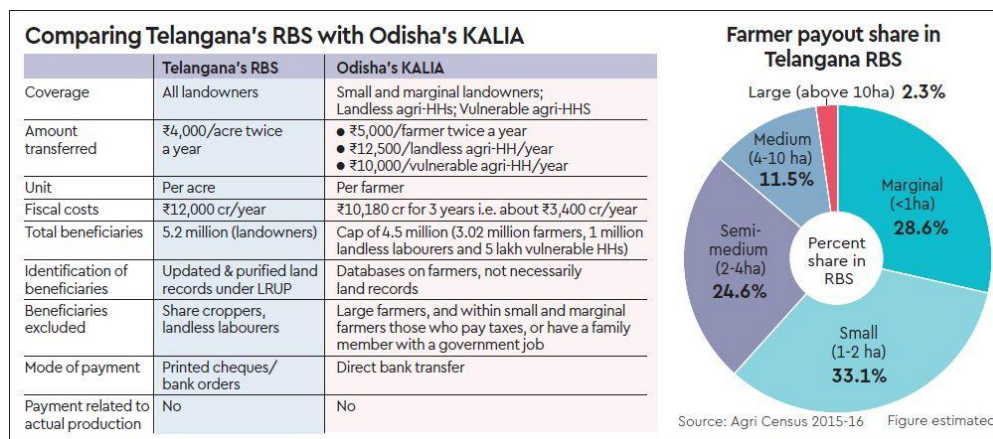 Comparing Telangana's RBS with Odisha's KALIA
Telangana's RBS Odisha's KALIA
Coverage All landowners Small and marginal landowners;
Landless agri-HHs; Vulnerable agri-HHS
Amount ₹4,000/acre twice ● ₹5,000/farmer twice a year
transferred a year ● ₹12,500/landless agri-HH/year
● ₹10,000/vulnerable agri-HH/year
Unit Per acre Per farmer
Fiscal costs ₹12,000 cr/year ₹10,180 cr for 3 years i.e. about ₹3,400 cr/year
Total beneficiaries 5.2 million (landowners) Cap of 4.5 million (3.02 million farmers, 1 million
landless labourers and 5 lakh vulnerable HHs)
Identification of Updated & purified land Databases on farmers, not necessarily
beneficiaries records under LRUP land records
Beneficiaries Share croppers, Large farmers, and within small and marginal
excluded landless labourers farmers those who pay taxes, or have a family
member with a government job
Mode of payment Printed cheques/ Direct bank transfer
bank orders
Payment related to No No
actual production
Farmer payout share in
Telangana RBS
Large (above 10ha) 2.3%
Medium
(4-10 ha)
11.5%
Marginal
(<1ha)
28.6%
Semi-
medium
(2-4ha)
24.6%
Percent
share in
RBS
Small
(1-2 ha)
33.1%
Source: Agri Census 2015-16 Figure estimated